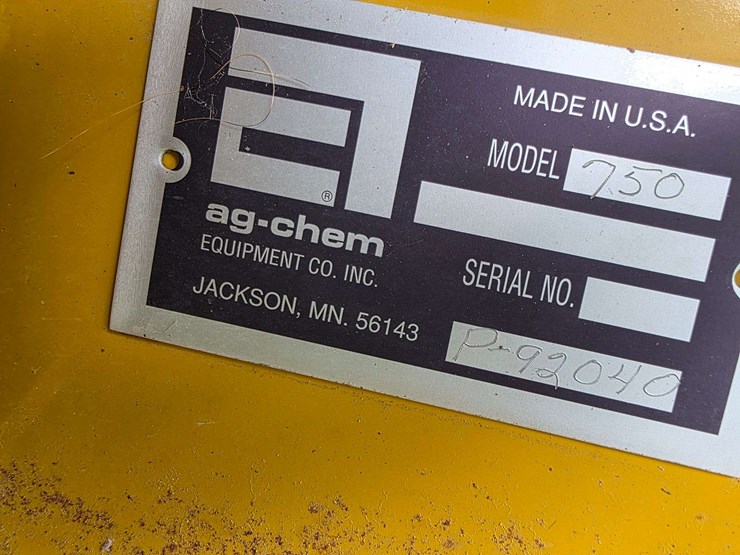 MADE IN U.S.A.
MODEL 750
®
ag-chem
EQUIPMENT CO. INC.
JACKSON, MN. 56143
SERIAL NO.
P-92040